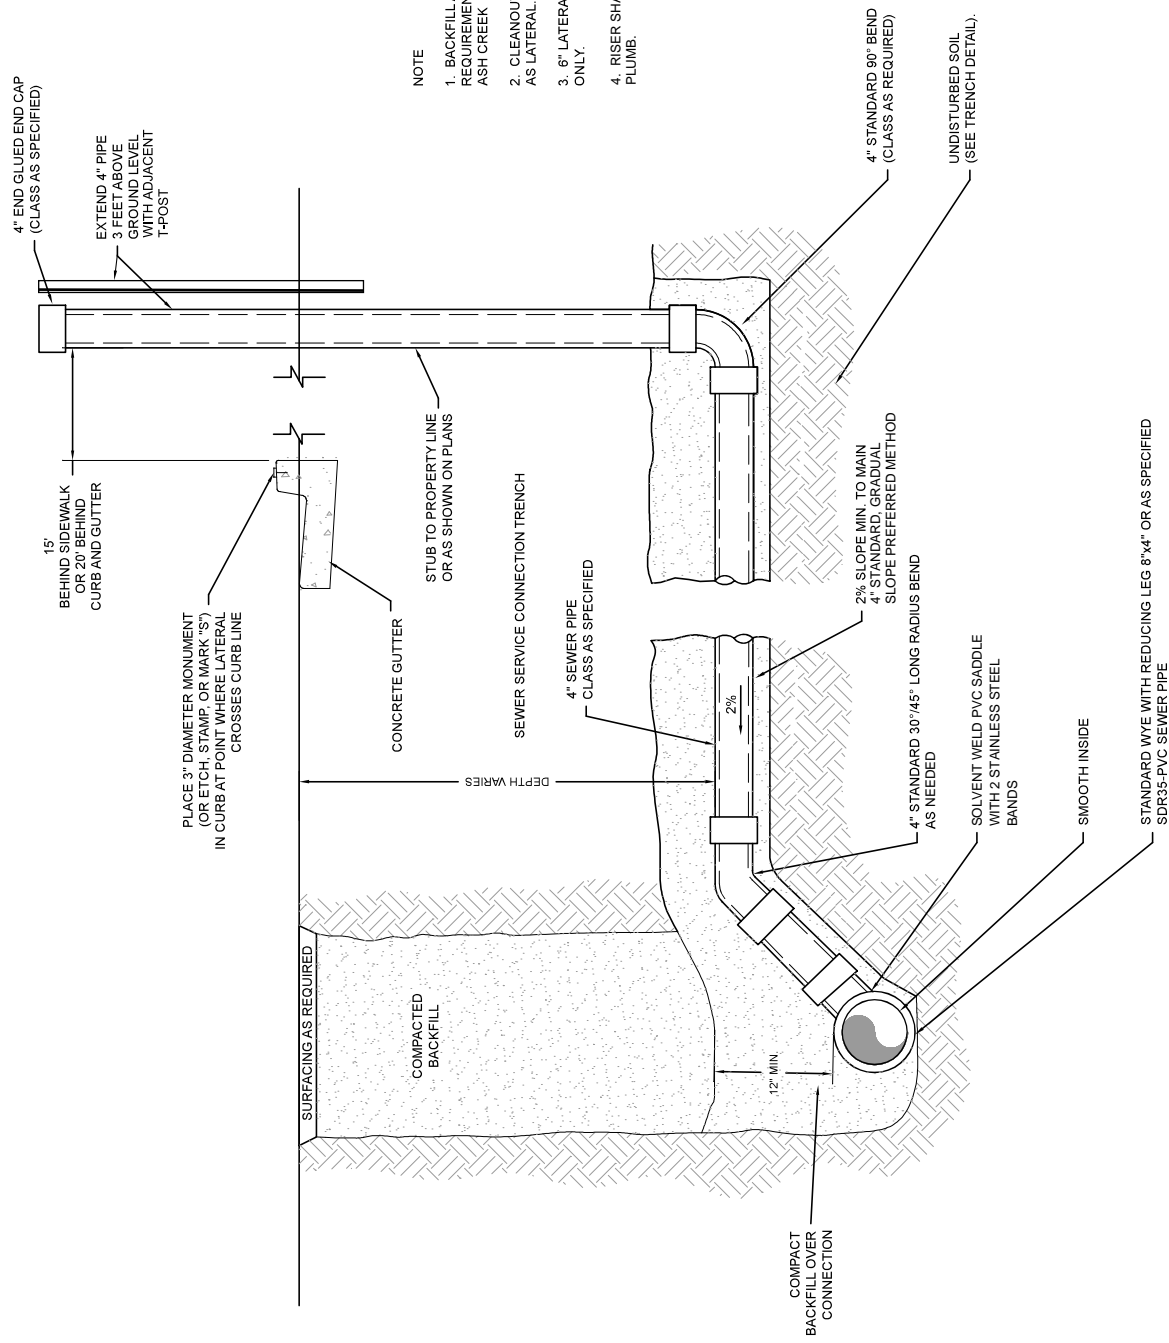 4" END GLUED END CAP
(CLASS AS SPECIFIED)
EXTEND 4" PIPE
3 FEET ABOVE
GROUND LEVEL
WITH ADJACENT
T-POST
15'
BEHIND SIDEWALK
OR 20' BEHIND
CURB AND GUTTER
PLACE 3" DIAMETER MONUMENT
(OR ETCH, STAMP, OR MARK "S")
IN CURB AT POINT WHERE LATERAL
CROSSES CURB LINE
CONCRETE GUTTER
STUB TO PROPERTY LINE
OR AS SHOWN ON PLANS
SEWER SERVICE CONNECTION TRENCH
4" SEWER PIPE
CLASS AS SPECIFIED
DEPTH VARIES
SURFACING AS REQUIRED
COMPACTED
BACKFILL
2%
12" MIN.
COMPACT
BACKFILL OVER
CONNECTION
2% SLOPE MIN. TO MAIN
4" STANDARD, GRADUAL
SLOPE PREFERRED METHOD
4" STANDARD 30°/45° LONG RADIUS BEND
AS NEEDED
SOLVENT WELD PVC SADDLE
WITH 2 STAINLESS STEEL
BANDS
SMOOTH INSIDE
STANDARD WYE WITH REDUCING LEG 8"x4" OR AS SPECIFIED
SDR35-PVC SEWER PIPE
4" STANDARD 90° BEND
(CLASS AS REQUIRED)
UNDISTURBED SOIL
(SEE TRENCH DETAIL).
NOTE
1. BACKFILL
REQUIREMEN
ASH CREEK
2. CLEANOU
AS LATERAL.
3. 6" LATERA
ONLY.
4. RISER SHA
PLUMB.